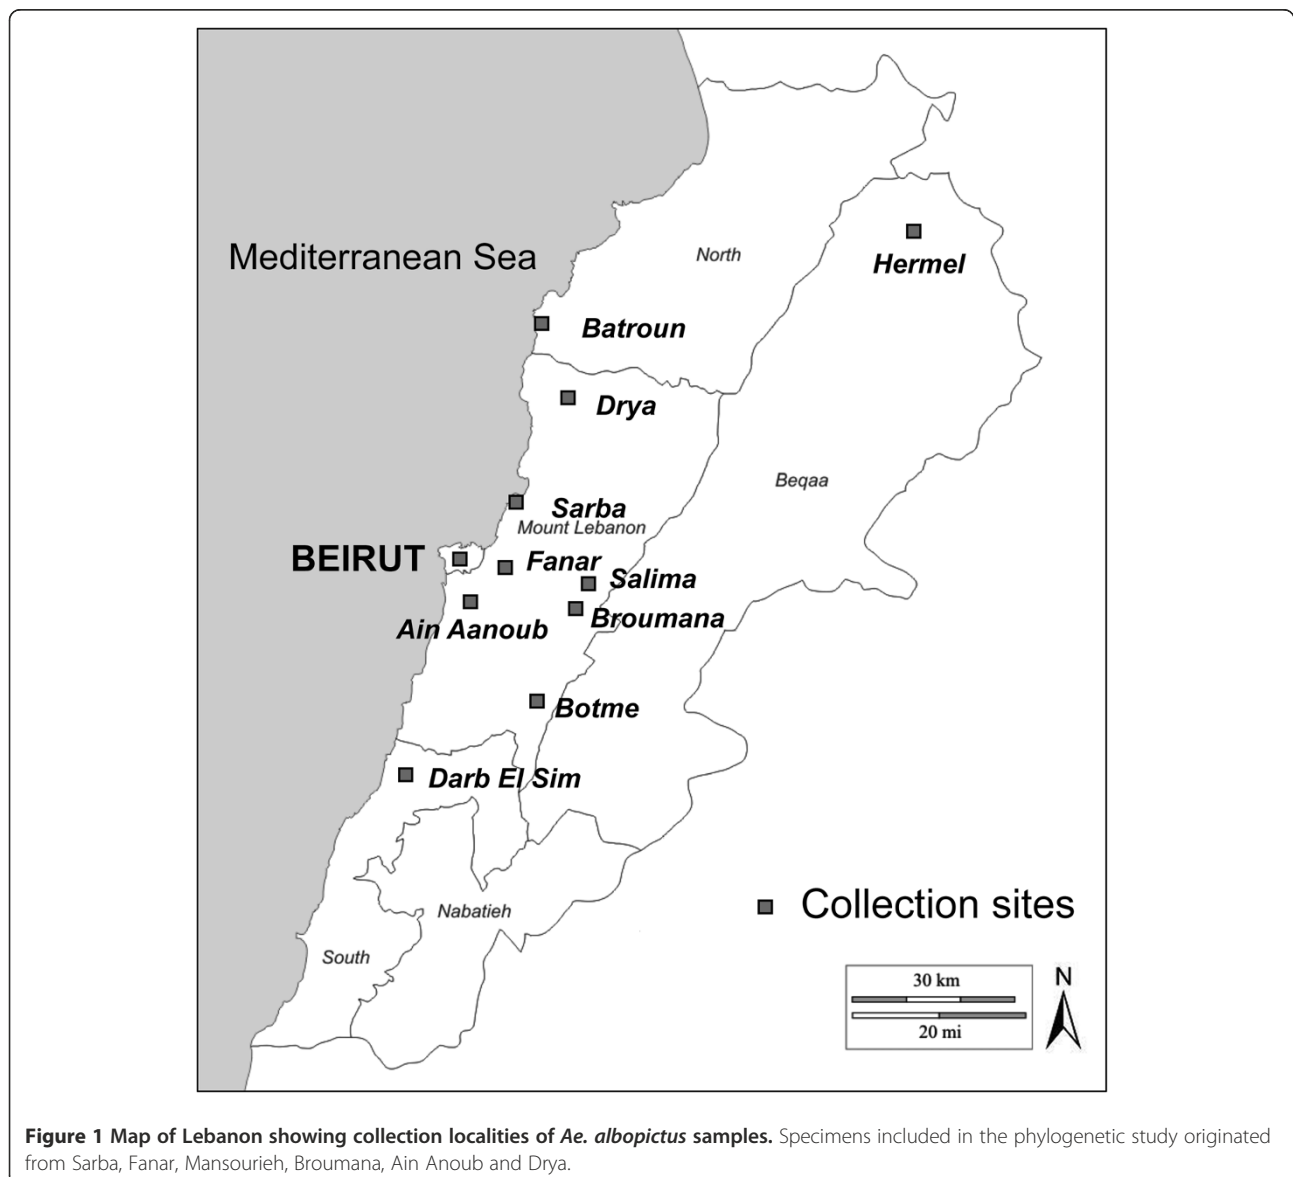 Mediterranean Sea
North
Hermel
Batroun
Drya
Beqaa
Sarba
Mount Lebanon
BEIRUT
Fanar
Salima
Broumana
Ain Aanoub
Botme
Darb El Sim
Collection sites
Nabatieh
South
30 km
N
20 mi
Figure 1 Map of Lebanon showing collection localities of Ae. albopictus samples. Specimens included in the phylogenetic study originated
from Sarba, Fanar, Mansourieh, Broumana, Ain Anoub and Drya.